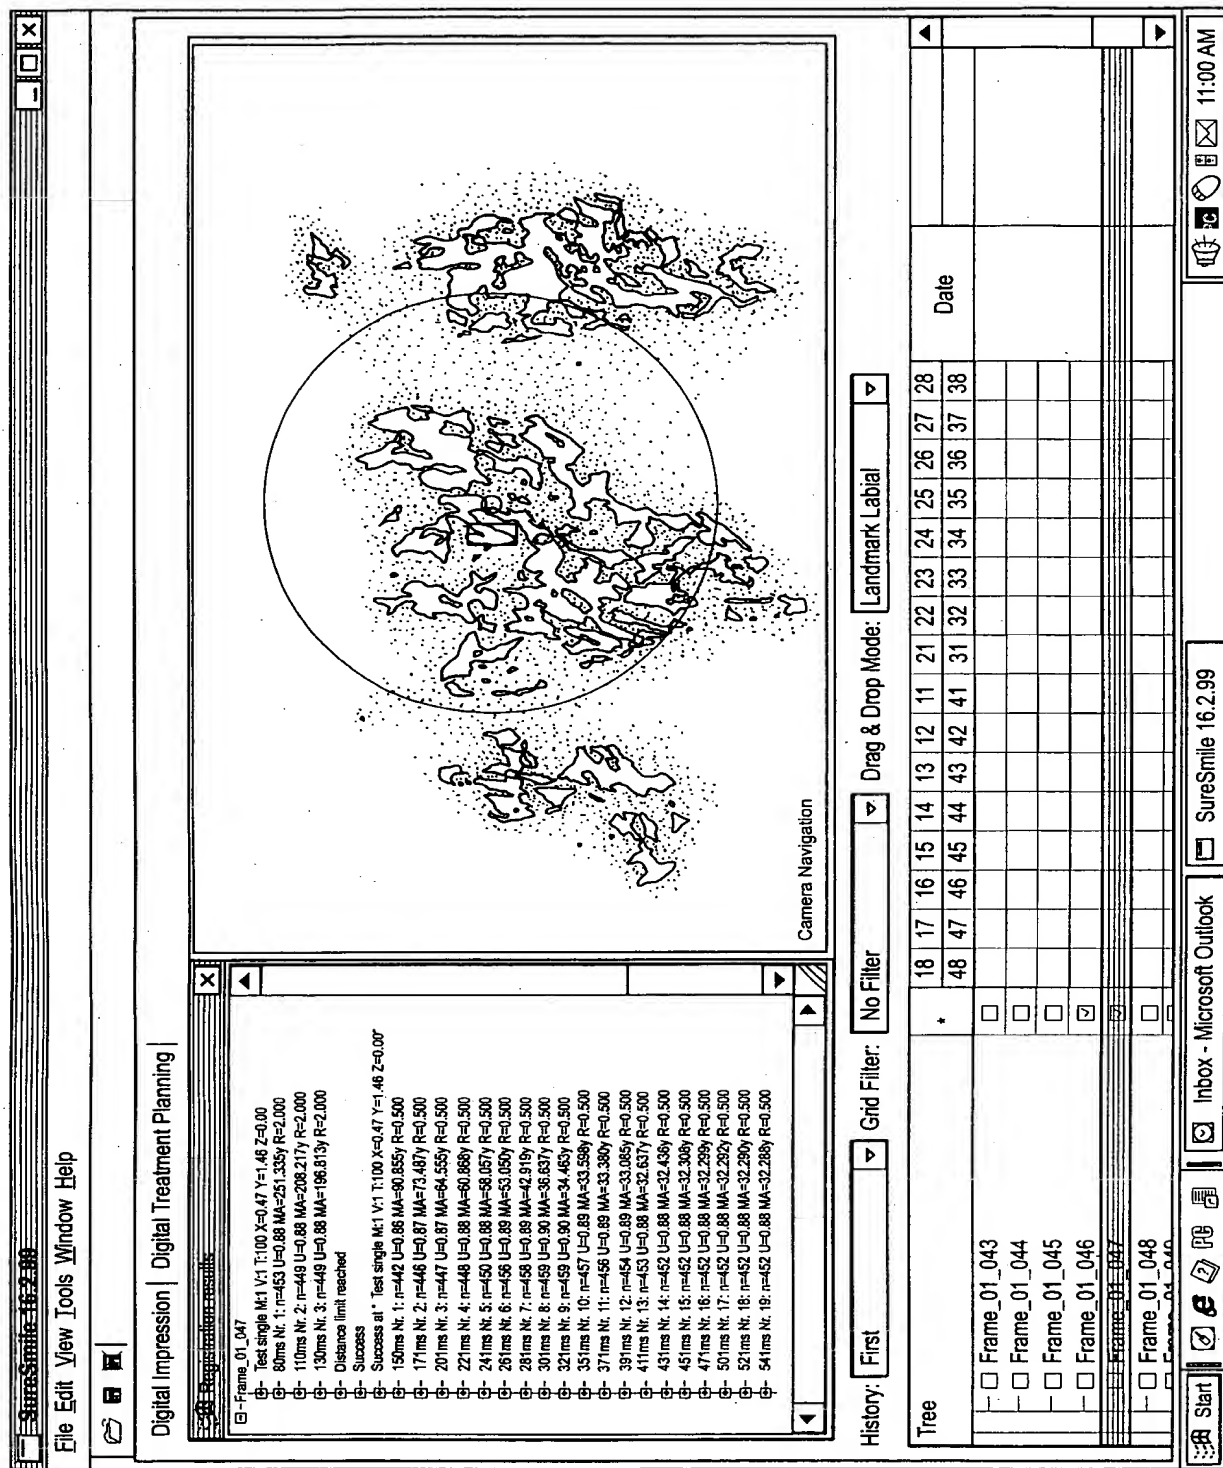 SureSmile 16.2.99
File Edit View Tools Window Help
Digital Impression | Digital Treatment Planning
Registration results
Frame_01_047
Test single M:1 V:1 T:100 X=0.47 Y=1.46 Z=0.00
80ms Nr. 1: n=453 U=0.88 MA=251.335y R=2.000
110ms Nr. 2: n=449 U=0.88 MA=208.217y R=2.000
130ms Nr. 3: n=449 U=0.88 MA=196.813y R=2.000
Distance limit reached
Success
Success at " Test single M:1 V:1 T:100 X=0.47 Y=1.46 Z=0.00"
150ms Nr. 1: n=442 U=0.86 MA=90.855y R=0.500
171ms Nr. 2: n=446 U=0.87 MA=73.487y R=0.500
201ms Nr. 3: n=447 U=0.87 MA=64.555y R=0.500
221ms Nr. 4: n=448 U=0.88 MA=60.868y R=0.500
241ms Nr. 5: n=450 U=0.88 MA=58.057y R=0.500
261ms Nr. 6: n=456 U=0.89 MA=53.050y R=0.500
281ms Nr. 7: n=458 U=0.89 MA=42.919y R=0.500
301ms Nr. 8: n=459 U=0.90 MA=36.637y R=0.500
321ms Nr. 9: n=459 U=0.90 MA=34.463y R=0.500
351ms Nr. 10: n=457 U=0.89 MA=33.598y R=0.500
371ms Nr. 11: n=456 U=0.89 MA=33.380y R=0.500
391ms Nr. 12: n=454 U=0.89 MA=33.085y R=0.500
411ms Nr. 13: n=453 U=0.88 MA=32.637y R=0.500
431ms Nr. 14: n=452 U=0.88 MA=32.436y R=0.500
451ms Nr. 15: n=452 U=0.88 MA=32.308y R=0.500
471ms Nr. 16: n=452 U=0.88 MA=32.299y R=0.500
501ms Nr. 17: n=452 U=0.88 MA=32.292y R=0.500
521ms Nr. 18: n=452 U=0.88 MA=32.290y R=0.500
541ms Nr. 19: n=452 U=0.88 MA=32.288y R=0.500
Camera Navigation
History: First Grid Filter: No Filter Drag & Drop Mode: Landmark Labial
Tree * 18 17 16 15 14 13 12 11 21 22 23 24 25 26 27 28 Date
48 47 46 45 44 43 42 41 31 32 33 34 35 36 37 38
Frame_01_043
Frame_01_044
Frame_01_045
Frame_01_046
Frame_01_047
Frame_01_048
Frame_01_049
Start Inbox - Microsoft Outlook SureSmile 16.2.99 11:00 AM